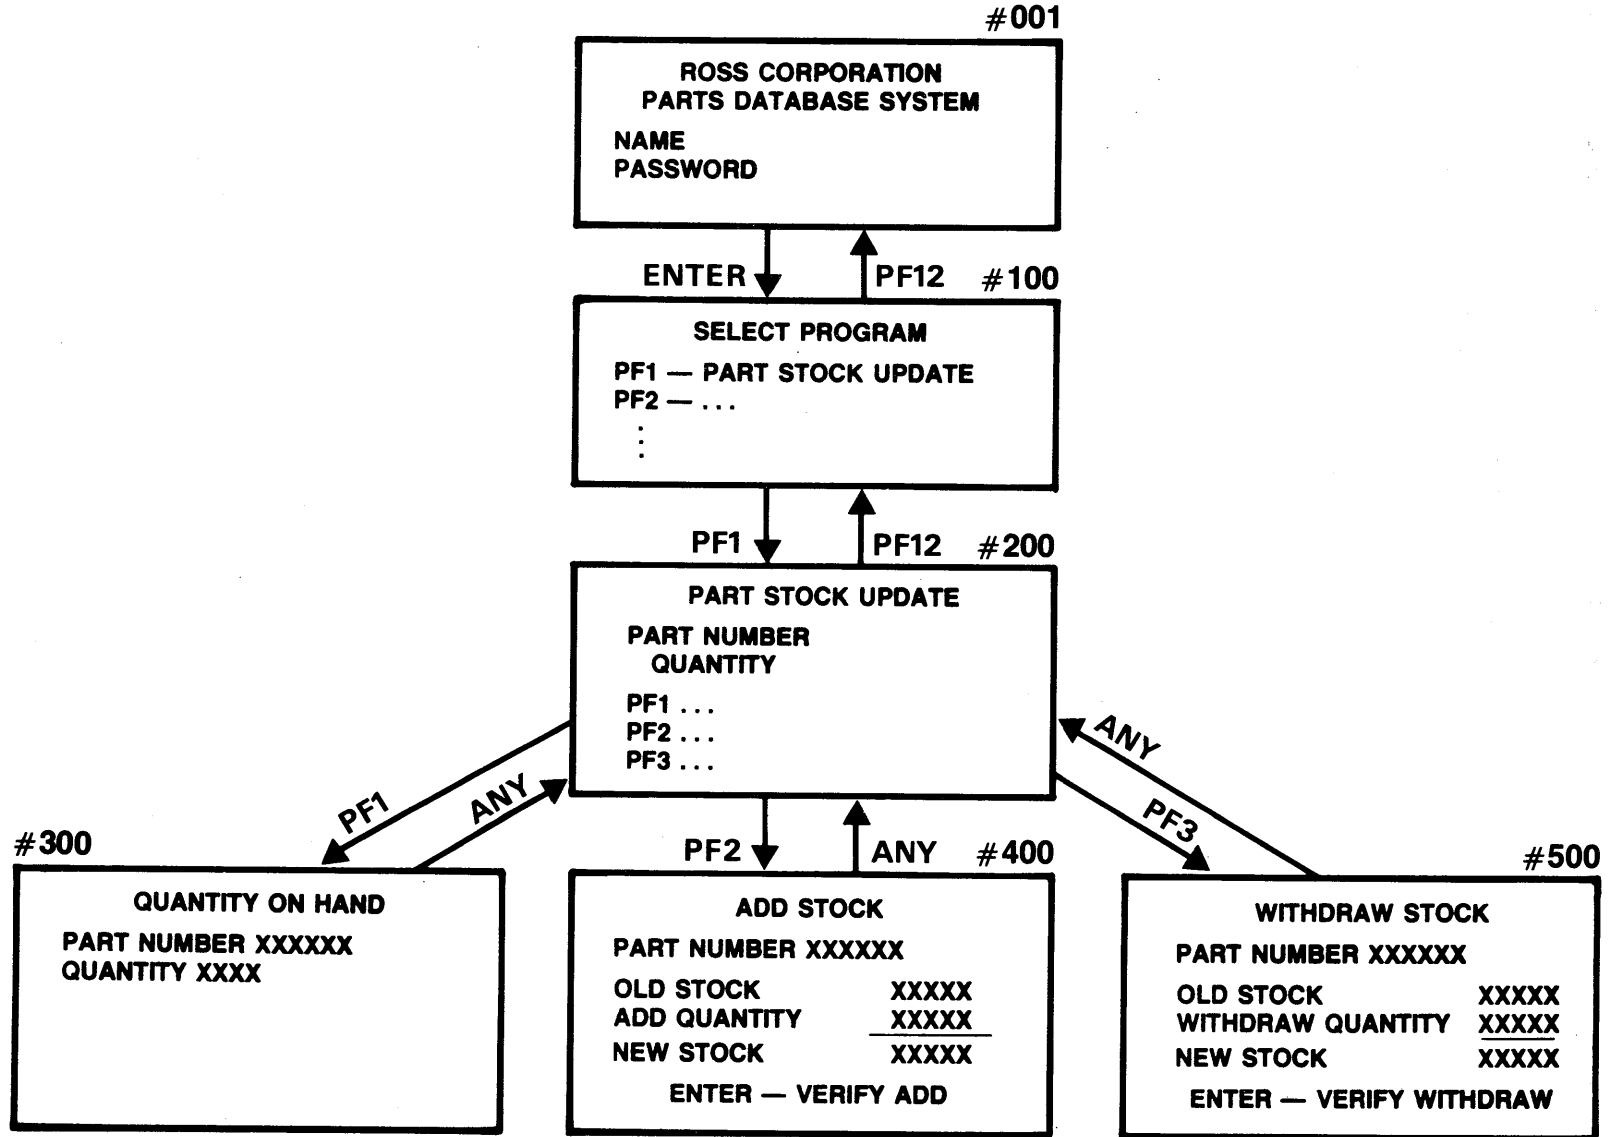 #001
ROSS CORPORATION
PARTS DATABASE SYSTEM
NAME
PASSWORD
ENTER
PF12
#100
SELECT PROGRAM
PF1 — PART STOCK UPDATE
PF2 — ...
.
.
.
PF1
PF12
#200
PART STOCK UPDATE
PART NUMBER
QUANTITY
PF1 ...
PF2 ...
PF3 ...
PF1
ANY
PF2
ANY
ANY
PF3
#300
QUANTITY ON HAND
PART NUMBER XXXXXX
QUANTITY XXXX
#400
ADD STOCK
PART NUMBER XXXXXX
OLD STOCK XXXXX
ADD QUANTITY XXXXX
NEW STOCK XXXXX
ENTER — VERIFY ADD
#500
WITHDRAW STOCK
PART NUMBER XXXXXX
OLD STOCK XXXXX
WITHDRAW QUANTITY XXXXX
NEW STOCK XXXXX
ENTER — VERIFY WITHDRAW